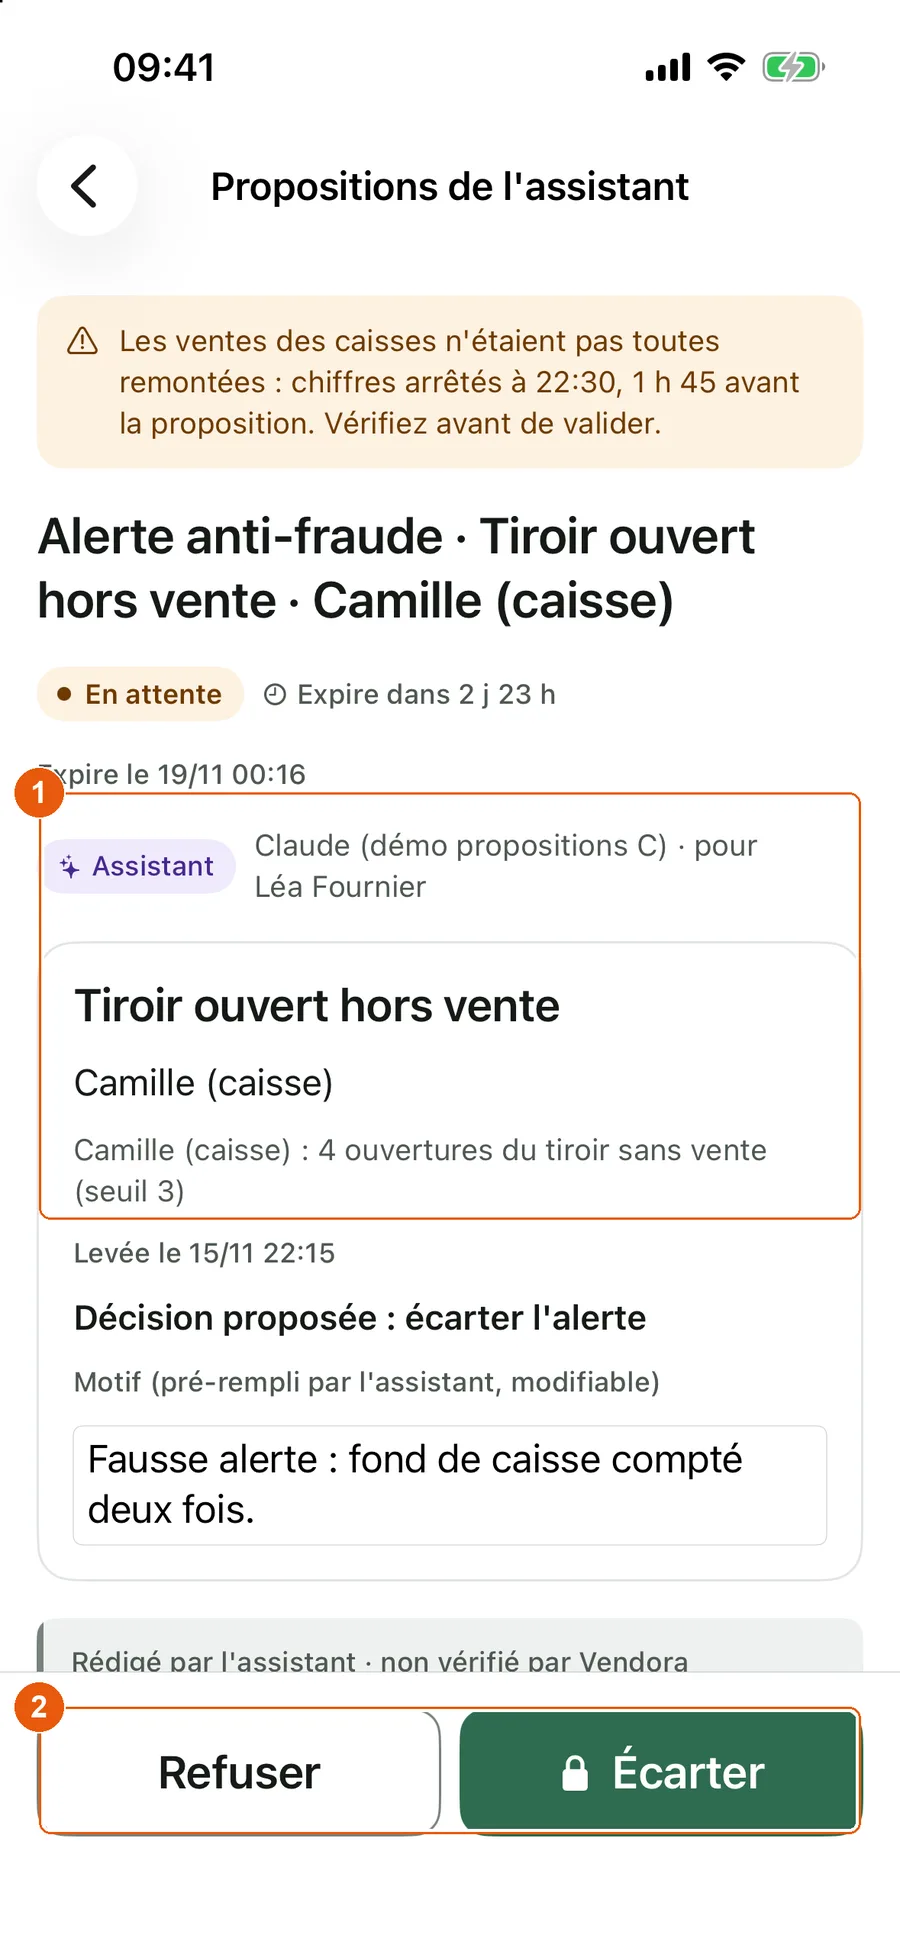 09:41
Propositions de l'assistant
Les ventes des caisses n'étaient pas toutes
remontées : chiffres arrêtés à 22:30, 1 h 45 avant
la proposition. Vérifiez avant de valider.
Alerte anti-fraude · Tiroir ouvert
hors vente · Camille (caisse)
En attente
Expire dans 2 j 23 h
Expire le 19/11 00:16
1
Assistant
Claude (démo propositions C) · pour
Léa Fournier
Tiroir ouvert hors vente
Camille (caisse)
Camille (caisse) : 4 ouvertures du tiroir sans vente
(seuil 3)
Levée le 15/11 22:15
Décision proposée : écarter l'alerte
Motif (pré-rempli par l'assistant, modifiable)
Fausse alerte : fond de caisse compté
deux fois.
Rédigé par l'assistant · non vérifié par Vendora
2
Refuser
Écarter